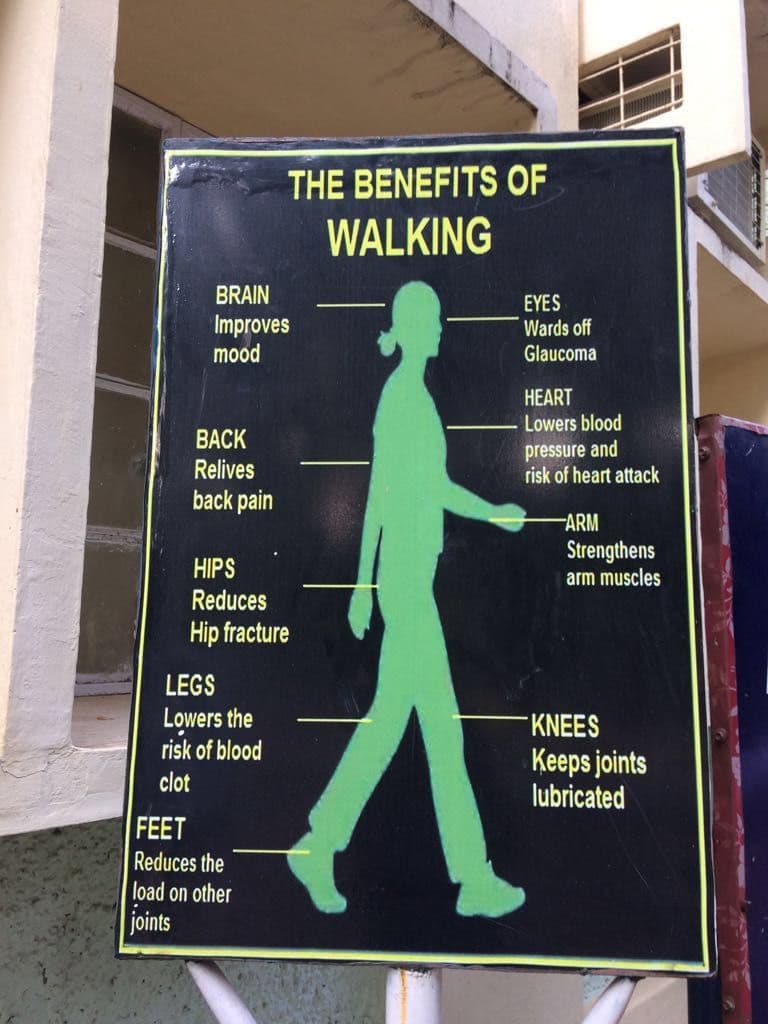 THE BENEFITS OF
WALKING
BRAIN
Improves
mood
EYES
Wards off
Glaucoma
HEART
Lowers blood
pressure and
risk of heart attack
BACK
Relives
back pain
ARM
Strengthens
arm muscles
HIPS
Reduces
Hip fracture
LEGS
Lowers the
risk of blood
clot
KNEES
Keeps joints
lubricated
FEET
Reduces the
load on other
joints